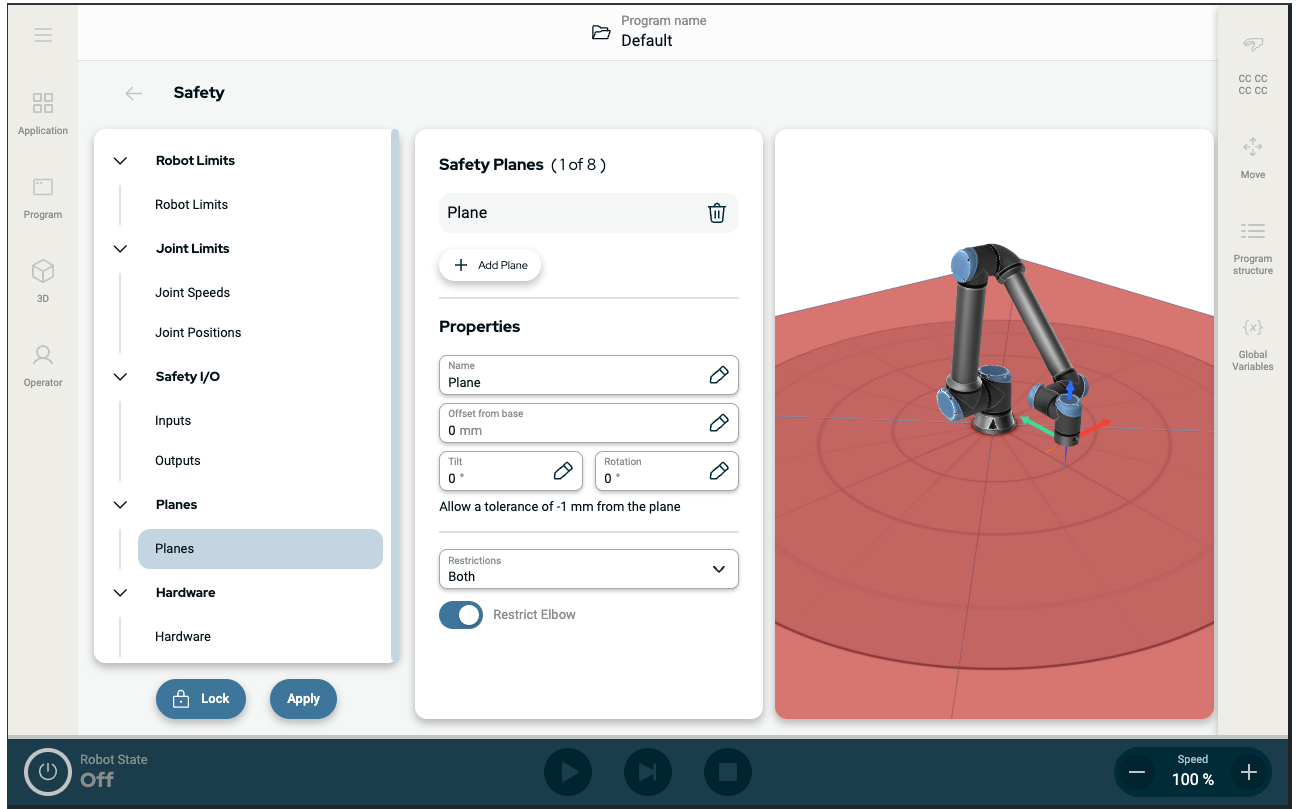 Program name
Default
Application
Program
3D
Operator
Safety
Robot Limits
Robot Limits
Joint Limits
Joint Speeds
Joint Positions
Safety I/O
Inputs
Outputs
Planes
Planes
Hardware
Hardware
Lock
Apply
Safety Planes ( 1 of 8 )
Plane
Add Plane
Properties
Name
Plane
Offset from base
0 mm
Tilt
0 °
Rotation
0 °
Allow a tolerance of -1 mm from the plane
Restrictions
Both
Restrict Elbow
CC CC
CC CC
Move
Program
structure
{x}
Global
Variables
Robot State
Off
Speed
100 %